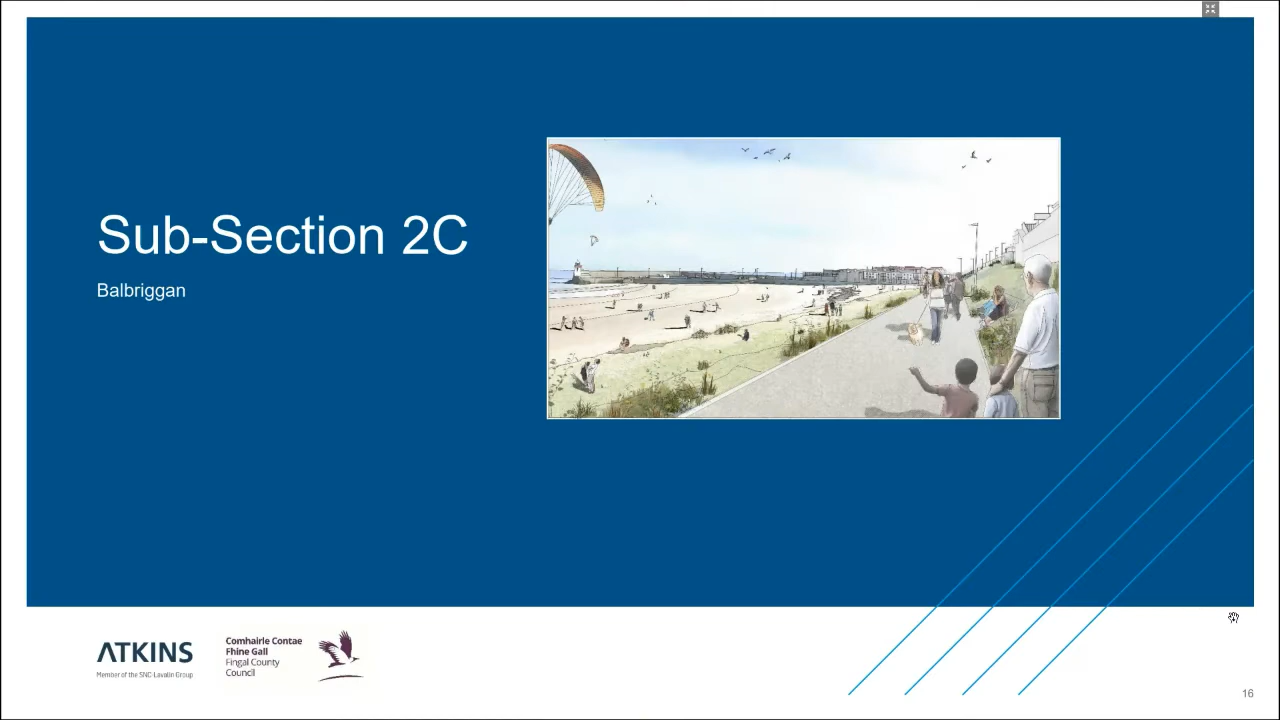 Sub-Section 2C
Balbriggan
ATKINS
Member of the SNC-Lavalin Group
Comhairle Contae
Fhine Gall
Fingal County
Council
16